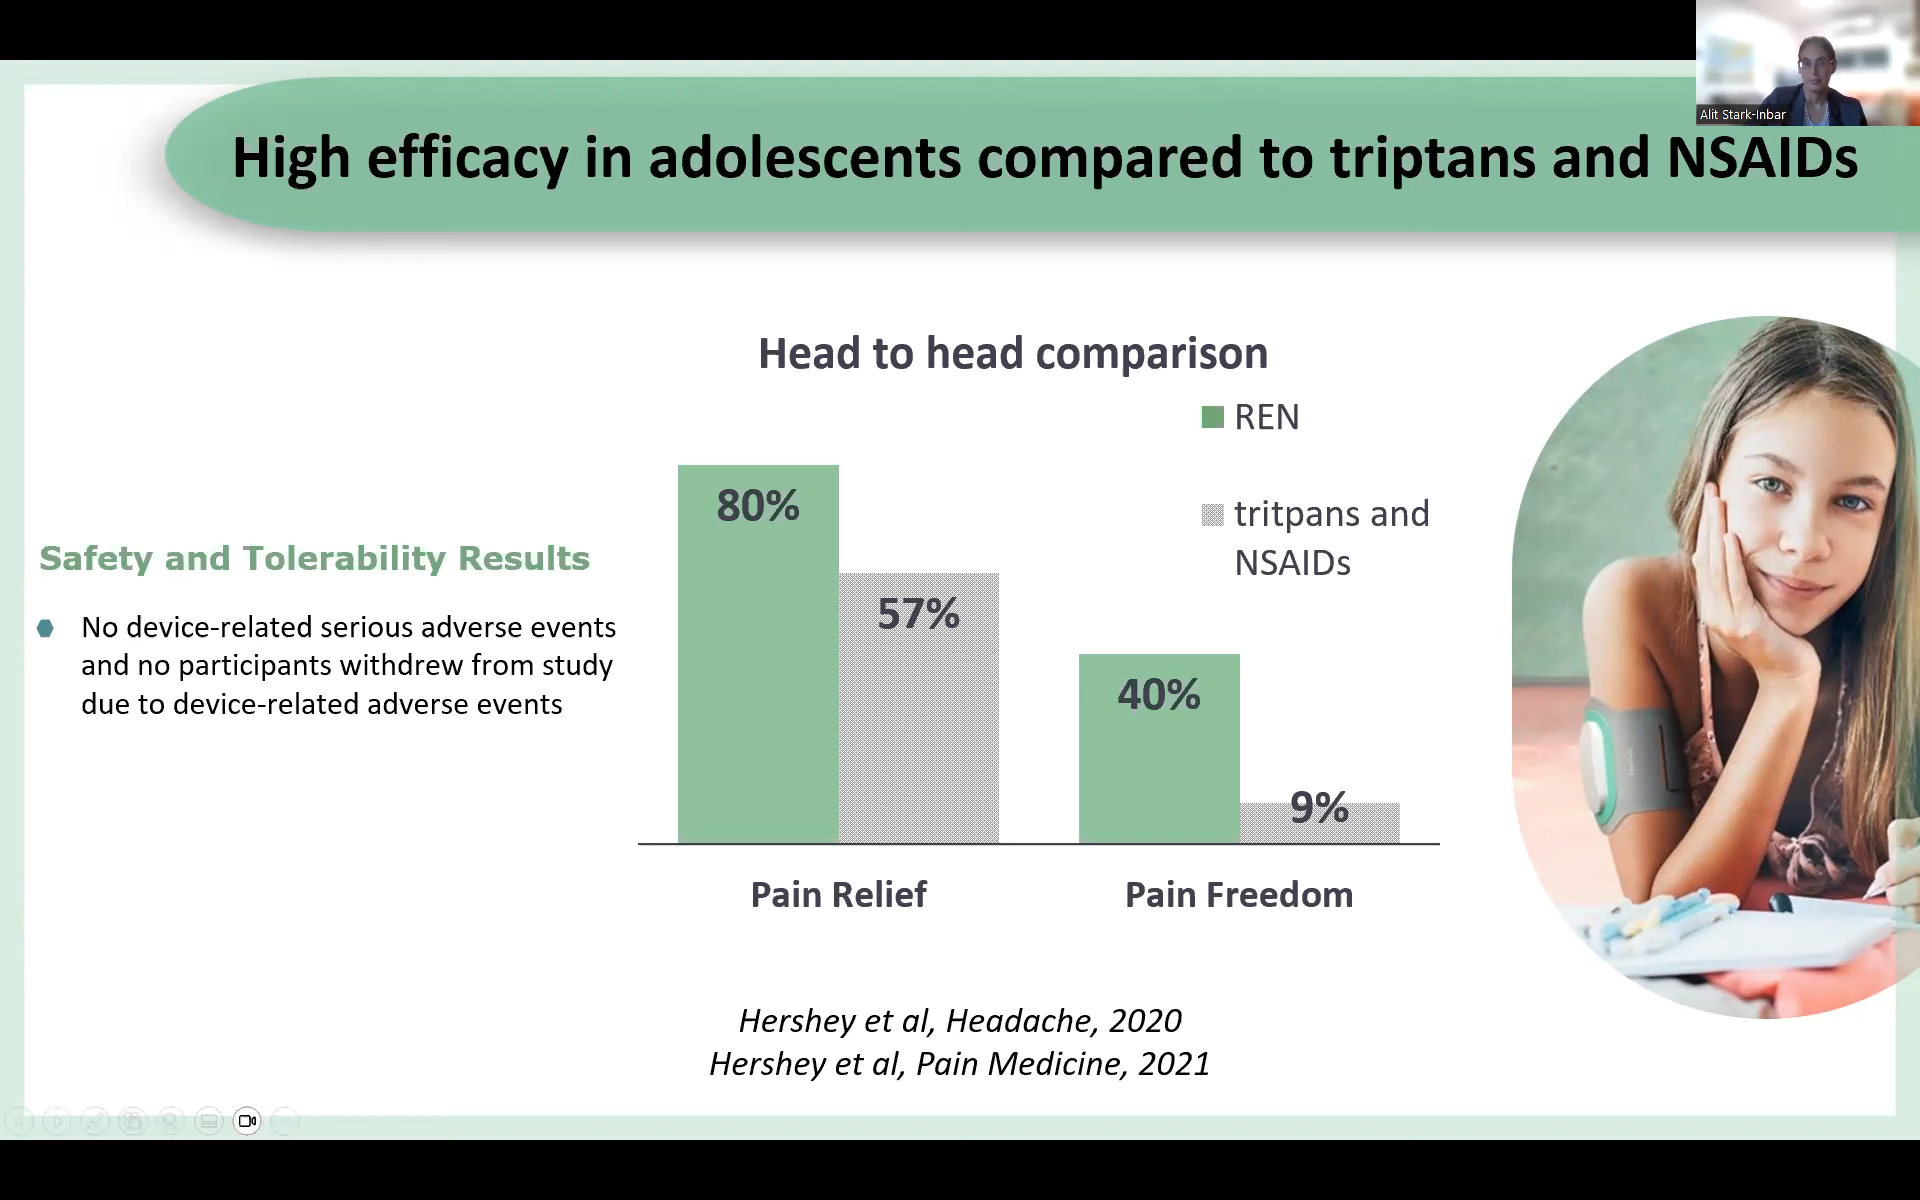 Alit Stark-Inbar
High efficacy in adolescents compared to triptans and NSAIDs
Head to head comparison
REN
tritpans and
NSAIDs
80%
57%
40%
9%
Pain Relief
Pain Freedom
Safety and Tolerability Results
No device-related serious adverse events
and no participants withdrew from study
due to device-related adverse events
Hershey et al, Headache, 2020
Hershey et al, Pain Medicine, 2021